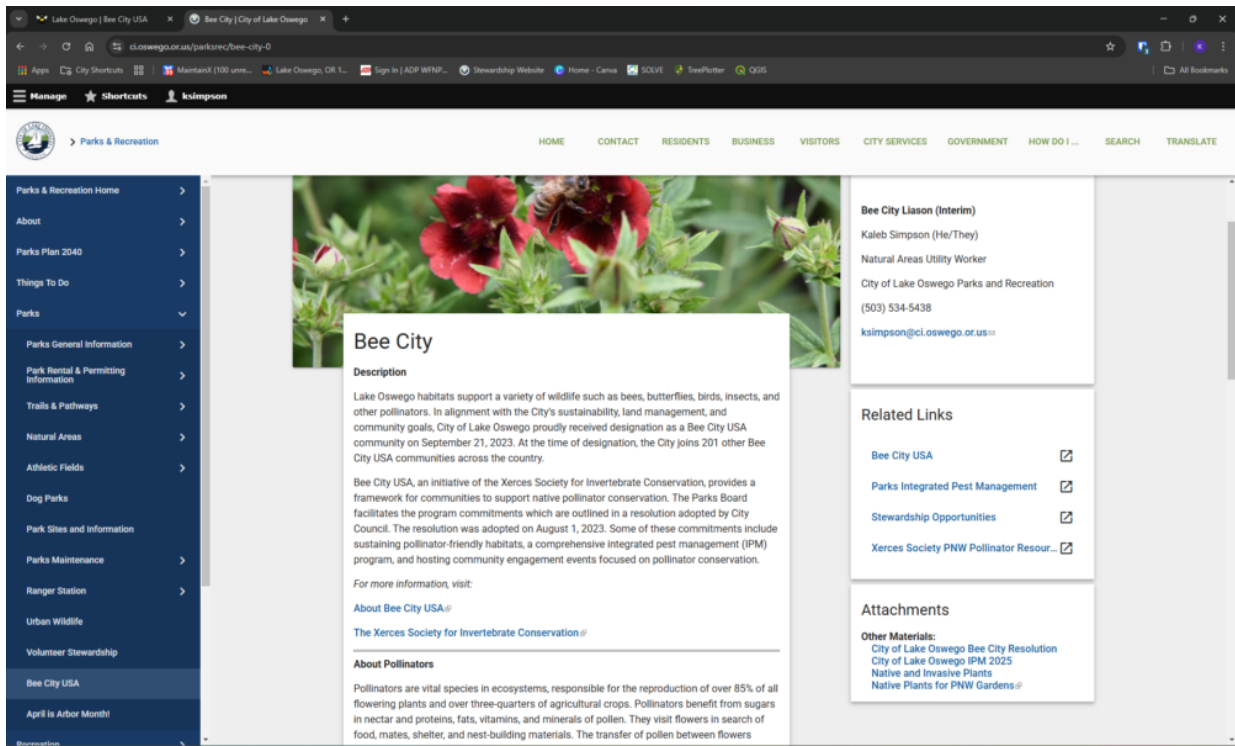 Lake Oswego | Bee City USA
Bee City | City of Lake Oswego
ci.oswego.or.us/parksrec/bee-city-0
Apps City Shortcuts MaintainX (100 unre... Lake Oswego, OR 1... Sign In | ADP WFNP... Stewardship Website Home - Canva SOLVE TreePlotter QGIS All Bookmarks
Manage Shortcuts ksimpson
Parks & Recreation
HOME CONTACT RESIDENTS BUSINESS VISITORS CITY SERVICES GOVERNMENT HOW DO I ... SEARCH TRANSLATE
Parks & Recreation Home
About
Parks Plan 2040
Things To Do
Parks
Parks General Information
Park Rental & Permitting
Information
Trails & Pathways
Natural Areas
Athletic Fields
Dog Parks
Park Sites and Information
Parks Maintenance
Ranger Station
Urban Wildlife
Volunteer Stewardship
Bee City USA
April is Arbor Month!
Recreation
Bee City
Description
Lake Oswego habitats support a variety of wildlife such as bees, butterflies, birds, insects, and
other pollinators. In alignment with the City's sustainability, land management, and
community goals, City of Lake Oswego proudly received designation as a Bee City USA
community on September 21, 2023. At the time of designation, the City joins 201 other Bee
City USA communities across the country.
Bee City USA, an initiative of the Xerces Society for Invertebrate Conservation, provides a
framework for communities to support native pollinator conservation. The Parks Board
facilitates the program commitments which are outlined in a resolution adopted by City
Council. The resolution was adopted on August 1, 2023. Some of these commitments include
sustaining pollinator-friendly habitats, a comprehensive integrated pest management (IPM)
program, and hosting community engagement events focused on pollinator conservation.
For more information, visit:
About Bee City USA
The Xerces Society for Invertebrate Conservation
About Pollinators
Pollinators are vital species in ecosystems, responsible for the reproduction of over 85% of all
flowering plants and over three-quarters of agricultural crops. Pollinators benefit from sugars
in nectar and proteins, fats, vitamins, and minerals of pollen. They visit flowers in search of
food, mates, shelter, and nest-building materials. The transfer of pollen between flowers
Bee City Liason (Interim)
Kaleb Simpson (He/They)
Natural Areas Utility Worker
City of Lake Oswego Parks and Recreation
(503) 534-5438
ksimpson@ci.oswego.or.us
Related Links
Bee City USA
Parks Integrated Pest Management
Stewardship Opportunities
Xerces Society PNW Pollinator Resour...
Attachments
Other Materials:
City of Lake Oswego Bee City Resolution
City of Lake Oswego IPM 2025
Native and Invasive Plants
Native Plants for PNW Gardens